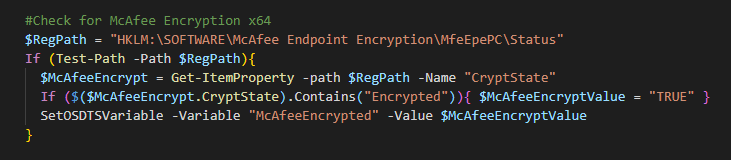 #Check for McAfee Encryption x64
$RegPath = "HKLM:\SOFTWARE\McAfee Endpoint Encryption\MfeEpePC\Status"
If (Test-Path -Path $RegPath){
$McAfeeEncrypt = Get-ItemProperty -path $RegPath -Name "CryptState"
If ($($McAfeeEncrypt.CryptState).Contains("Encrypted")){ $McAfeeEncryptValue = "TRUE" }
SetOSDTSVariable -Variable "McAfeeEncrypted" -Value $McAfeeEncryptValue
}